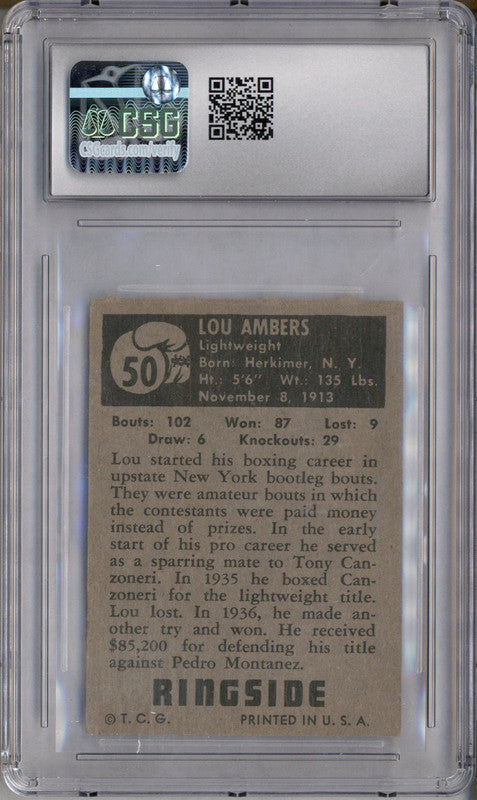 CSG
CSGcards.com/verify
50
LOU AMBERS
Lightweight
Born: Herkimer, N. Y.
Ht.: 5'6" Wt.: 135 Lbs.
November 8, 1913
Bouts: 102 Won: 87 Lost: 9
Draw: 6 Knockouts: 29
Lou started his boxing career in
upstate New York bootleg bouts.
They were amateur bouts in which
the contestants were paid money
instead of prizes. In the early
start of his pro career he served
as a sparring mate to Tony Can-
zoneri. In 1935 he boxed Can-
zoneri for the lightweight title.
Lou lost. In 1936, he made an-
other try and won. He received
$85,200 for defending his title
against Pedro Montanez.
RINGSIDE
© T. C. G. PRINTED IN U. S. A.